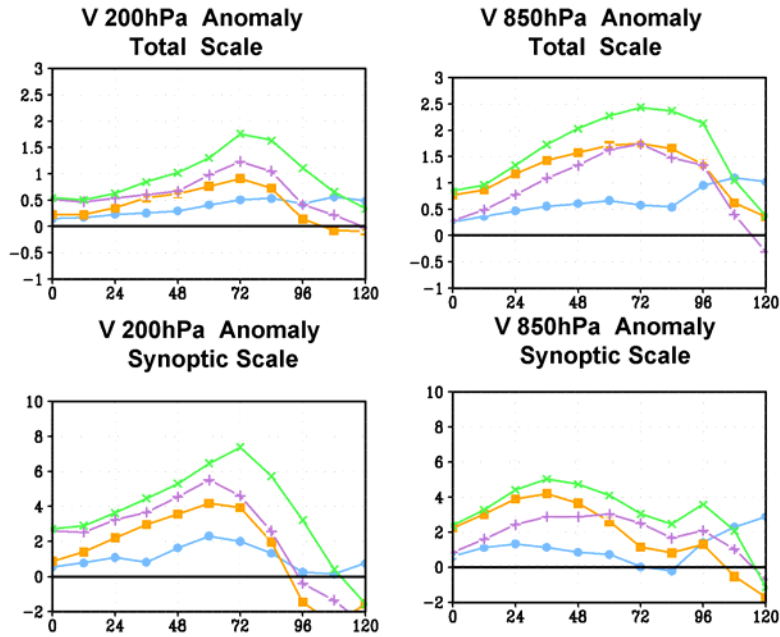 V 200hPa Anomaly
Total Scale
3
2.5
2
1.5
1
0.5
0
−0.5
−1
0 24 48 72 96 120
V 850hPa Anomaly
Total Scale
3
2.5
2
1.5
1
0.5
0
−0.5
−1
0 24 48 72 96 120
V 200hPa Anomaly
Synoptic Scale
10
8
6
4
2
0
−2
0 24 48 72 96 120
V 850hPa Anomaly
Synoptic Scale
10
8
6
4
2
0
−2
0 24 48 72 96 120